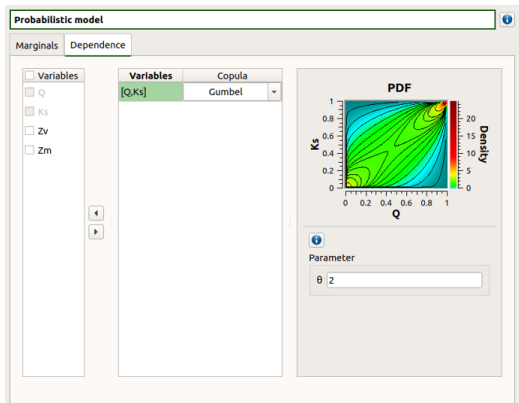 Probabilistic model
Marginals Dependence
Variables
Q
Ks
Zv
Zm
Variables Copula
[Q,Ks] Gumbel
PDF
1
0.8
0.6
0.4
0.2
0
Ks
0 0.2 0.4 0.6 0.8 1
Q
20
15
10
5
0
Density
Parameter
θ 2